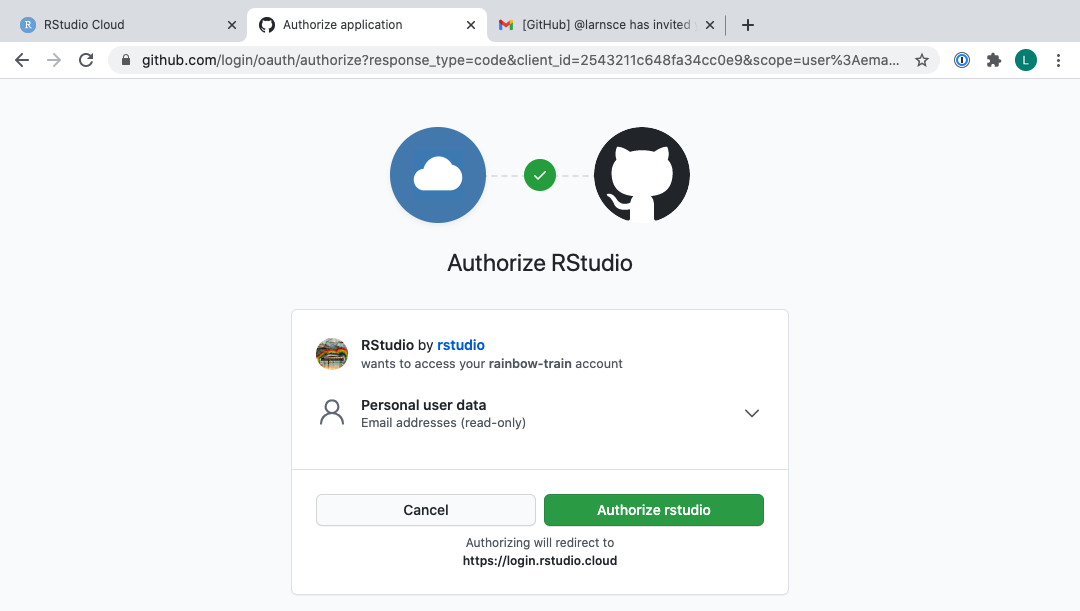 RStudio Cloud
Authorize application
[GitHub] @larnsce has invited
github.com/login/oauth/authorize?response_type=code&client_id=2543211c648fa34cc0e9&scope=user%3Aema...
L
Authorize RStudio
RStudio by rstudio
wants to access your rainbow-train account
Personal user data
Email addresses (read-only)
Cancel
Authorize rstudio
Authorizing will redirect to
https://login.rstudio.cloud